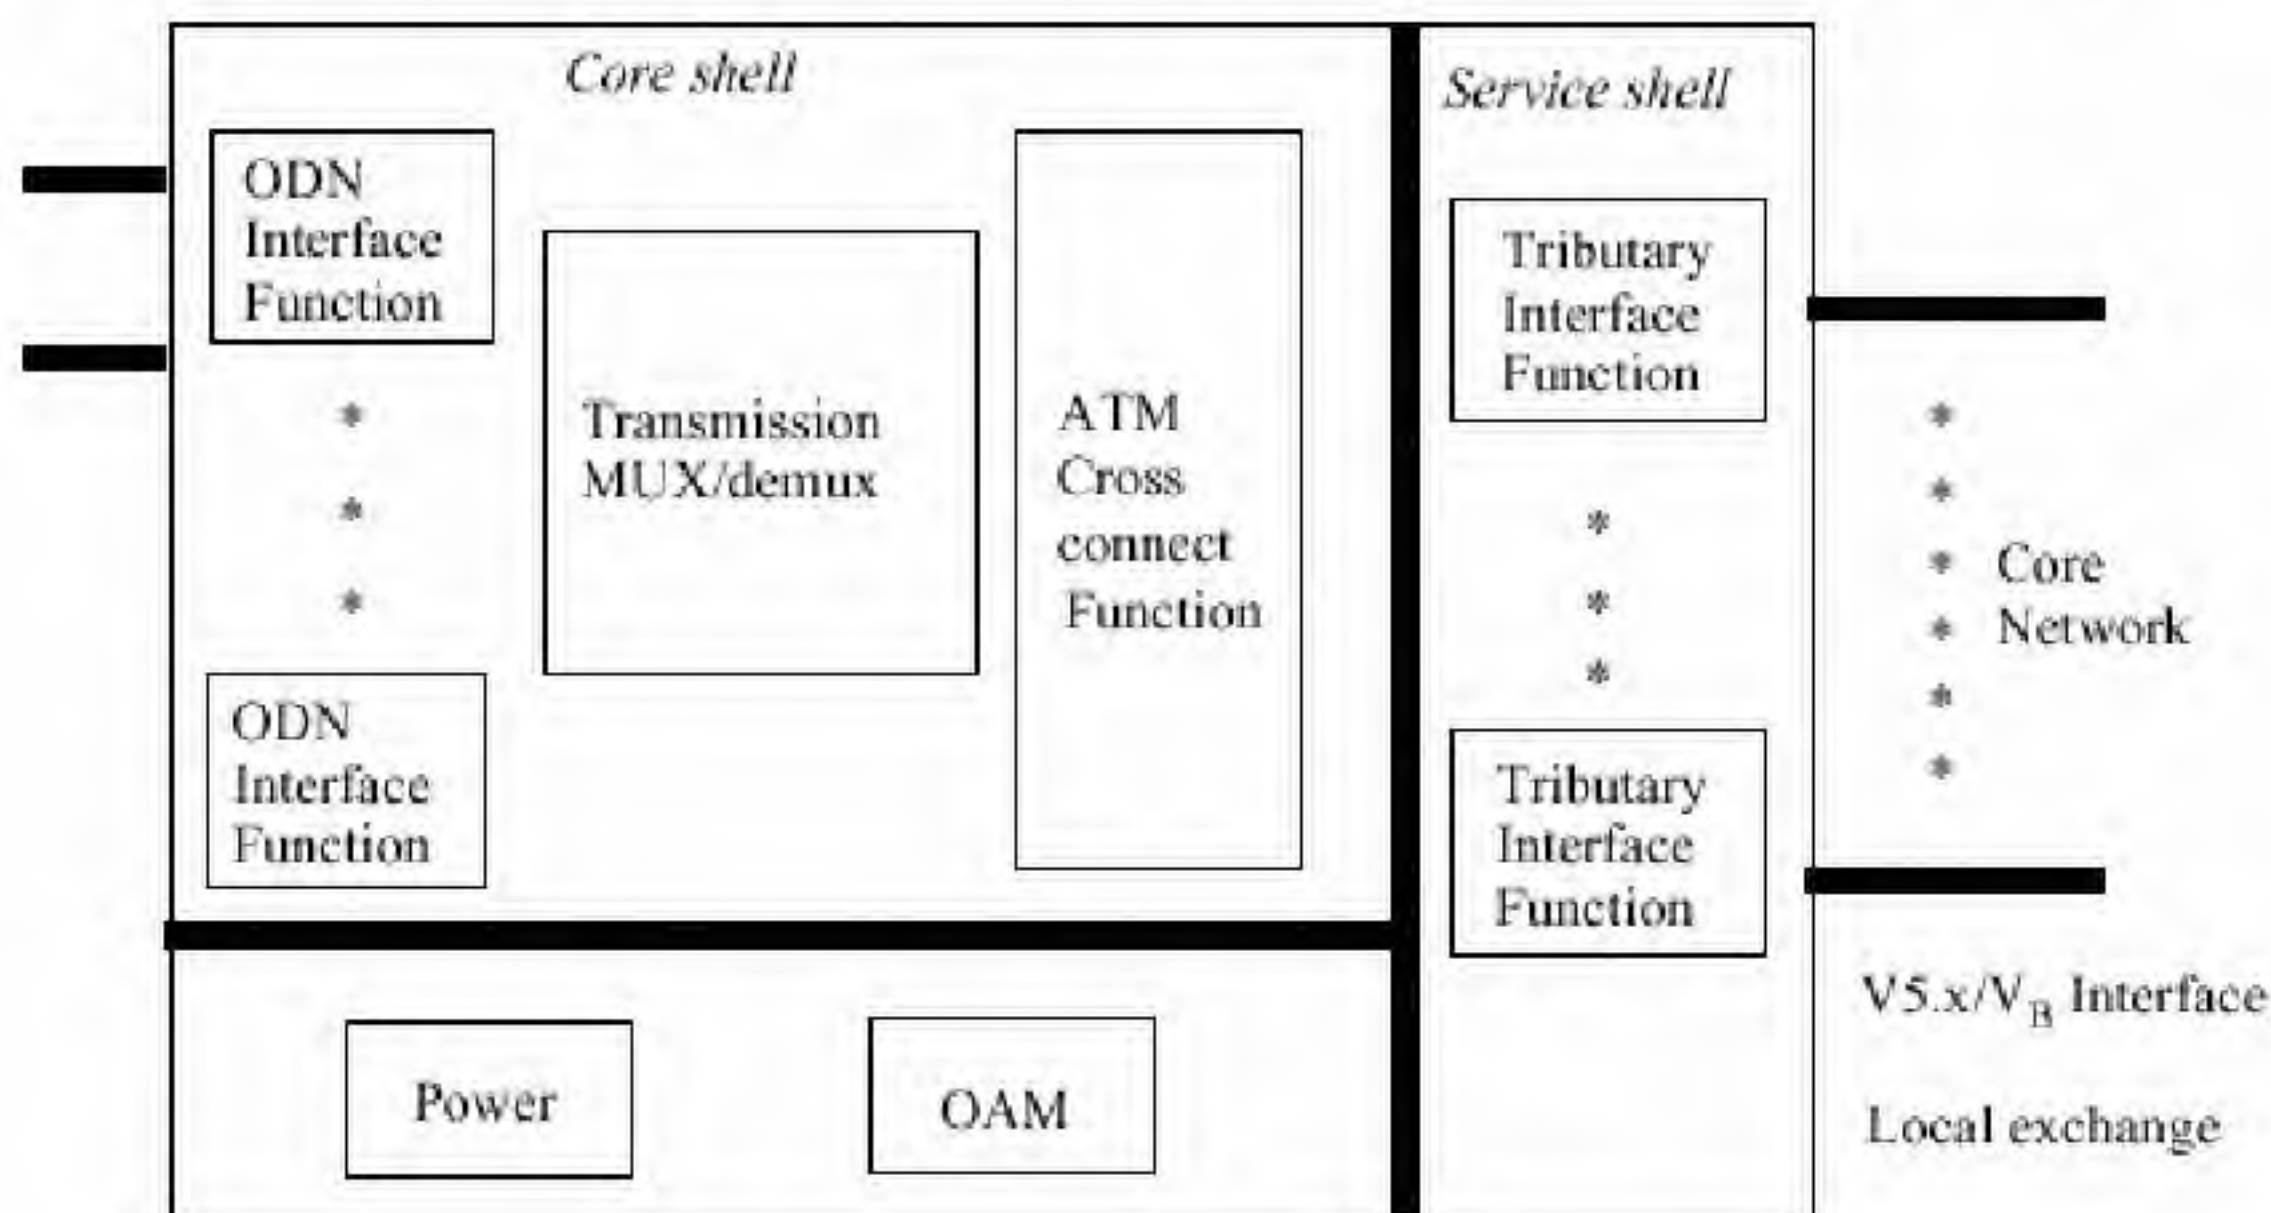 Core shell
Service shell
ODN
Interface
Function
*
*
*
ODN
Interface
Function
Transmission
MUX/demux
ATM
Cross
connect
Function
Tributary
Interface
Function
*
*
*
Tributary
Interface
Function
*
*
* Core
* Network
*
*
Power
OAM
V5.x/V_B Interface
Local exchange